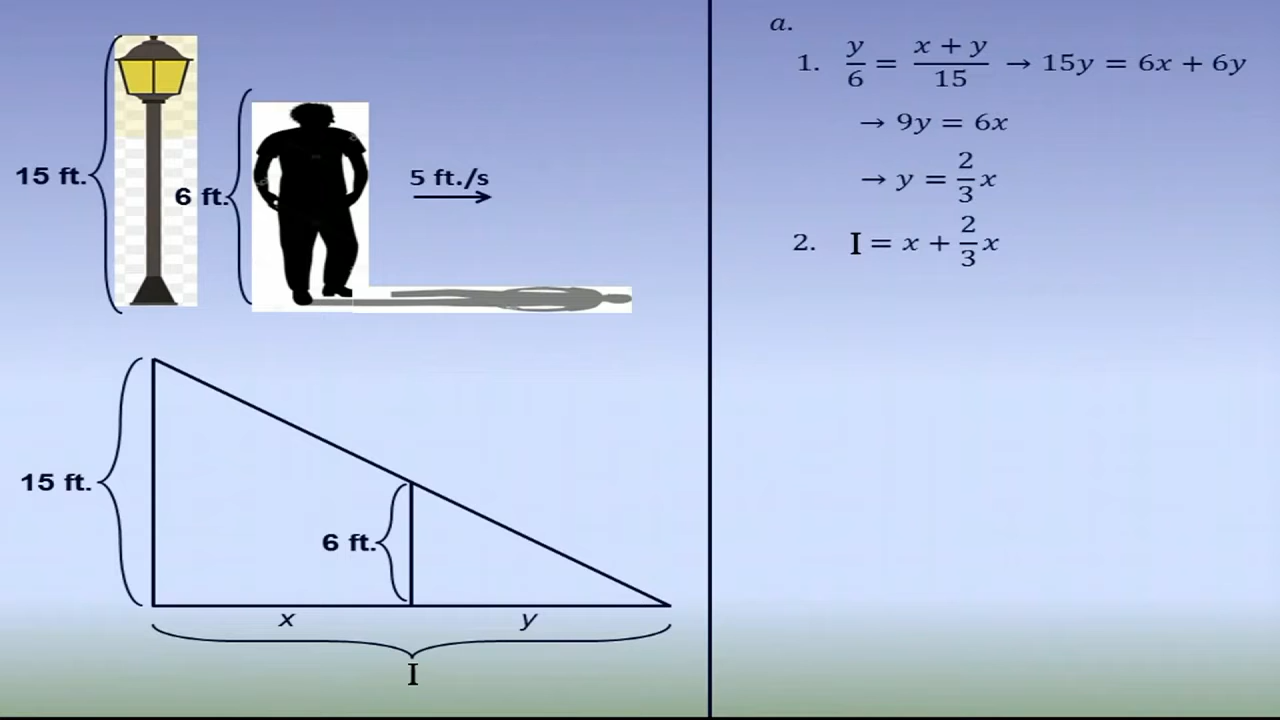 15 ft.
6 ft.
5 ft./s
15 ft.
6 ft.
x
y
I
a.
1. y/6 = (x + y)/15 → 15y = 6x + 6y
→ 9y = 6x
→ y = 2/3 x
2. I = x + 2/3 x